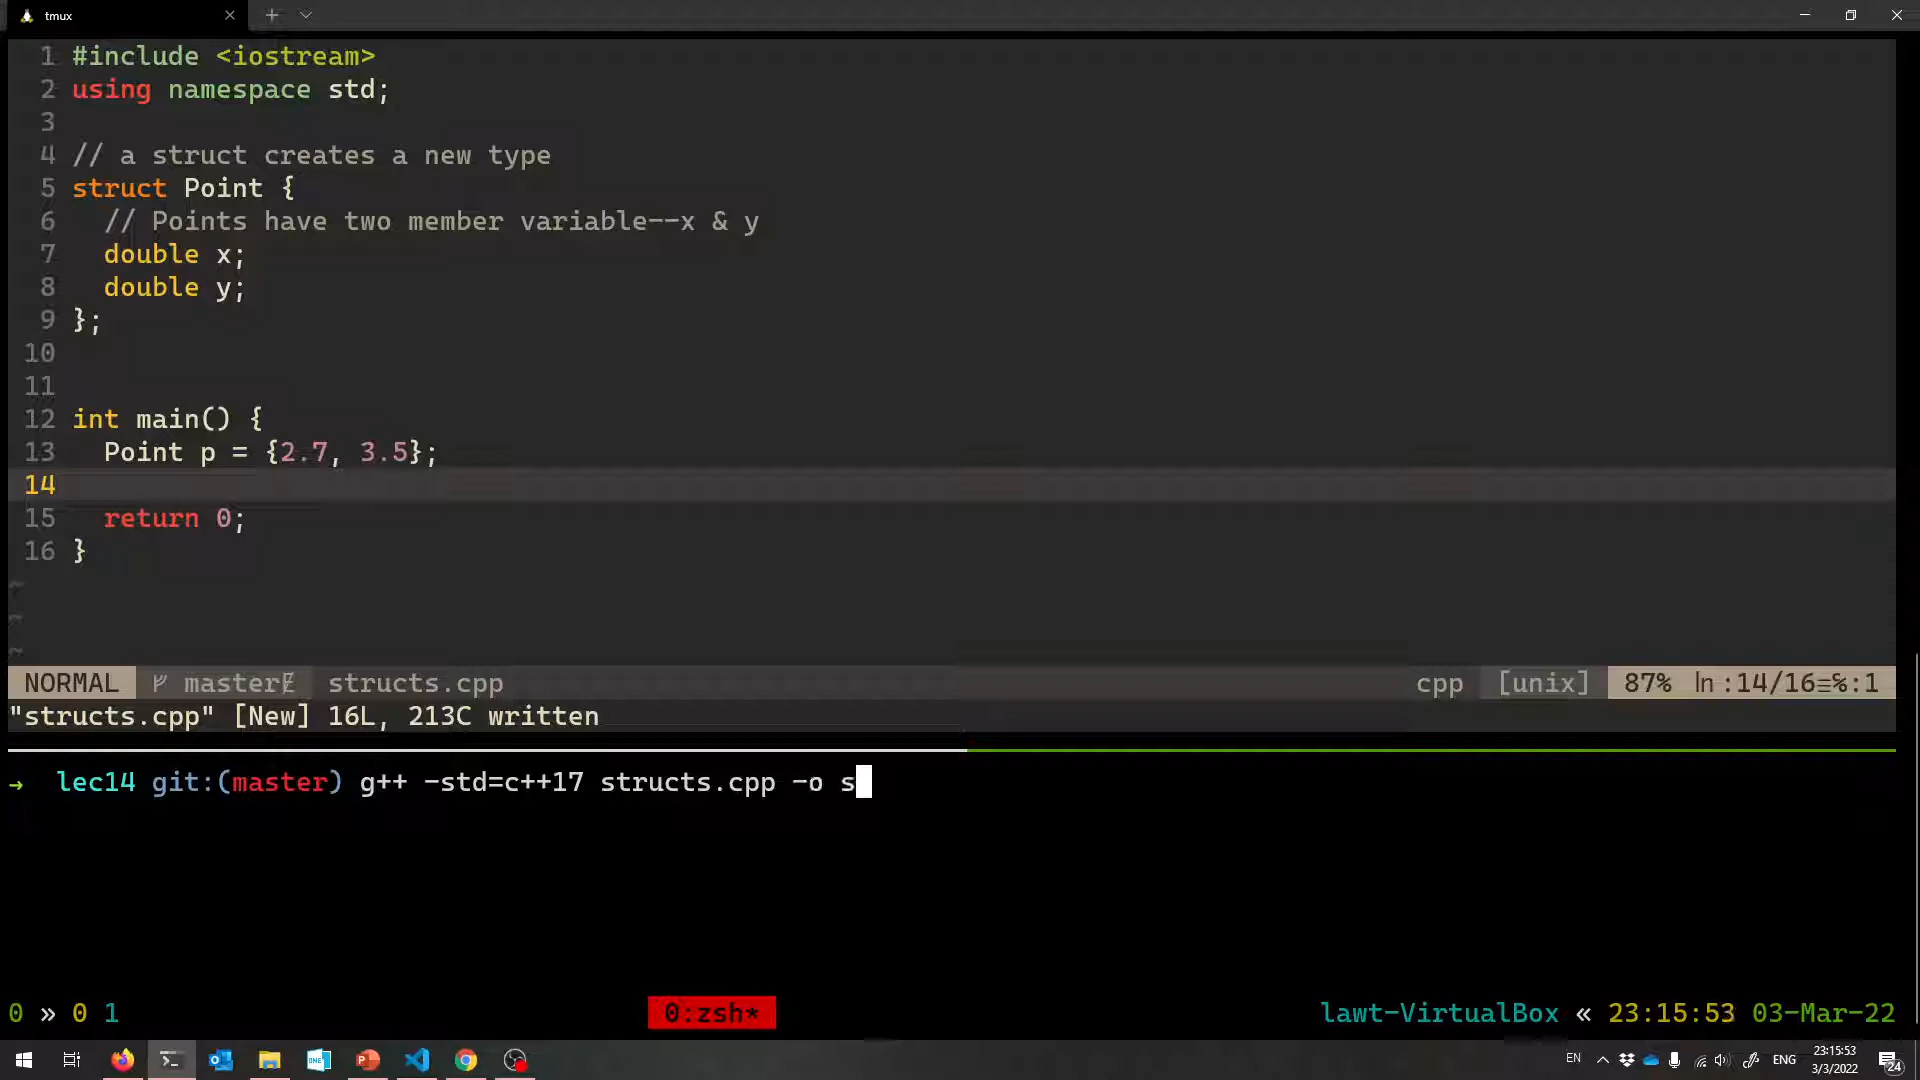 tmux
1 #include <iostream>
2 using namespace std;
3
4 // a struct creates a new type
5 struct Point {
6   // Points have two member variable--x & y
7   double x;
8   double y;
9 };
10
11
12 int main() {
13   Point p = {2.7, 3.5};
14
15   return 0;
16 }
~
~
~
NORMAL master structs.cpp cpp [unix] 87% ln :14/16≡%:1
"structs.cpp" [New] 16L, 213C written
→ lec14 git:(master) g++ -std=c++17 structs.cpp -o s
0 » 0 1 0:zsh* lawt-VirtualBox « 23:15:53 03-Mar-22
EN ENG 23:15:53
3/3/2022 24